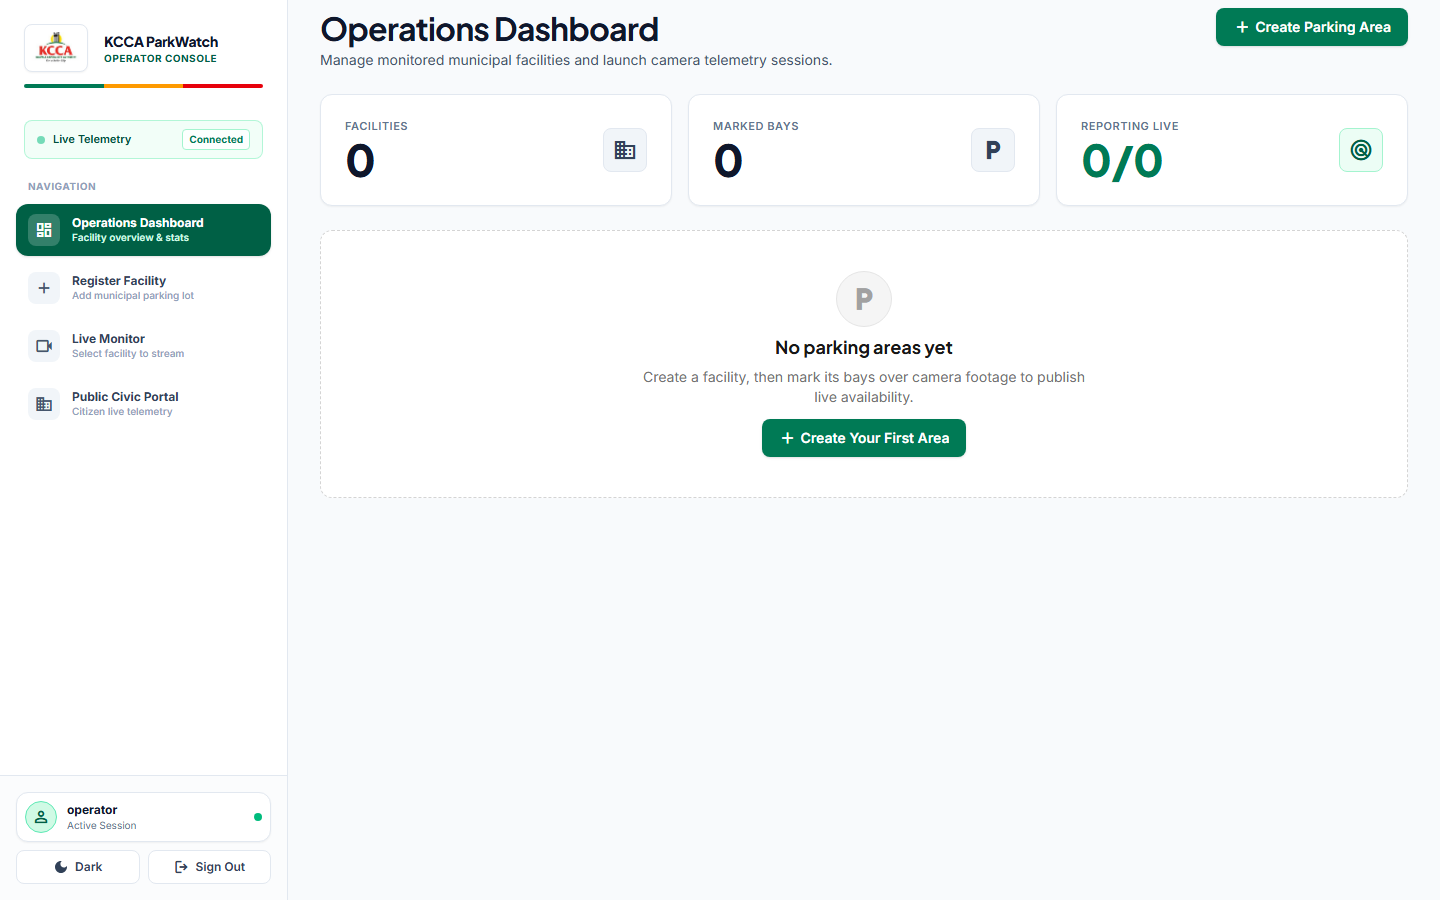 KCCA
KCCA ParkWatch
OPERATOR CONSOLE
Live Telemetry
Connected
NAVIGATION
Operations Dashboard
Facility overview & stats
Register Facility
Add municipal parking lot
Live Monitor
Select facility to stream
Public Civic Portal
Citizen live telemetry
operator
Active Session
Dark
Sign Out
Operations Dashboard
Manage monitored municipal facilities and launch camera telemetry sessions.
+ Create Parking Area
FACILITIES
0
MARKED BAYS
0
P
REPORTING LIVE
0/0
P
No parking areas yet
Create a facility, then mark its bays over camera footage to publish
live availability.
+ Create Your First Area